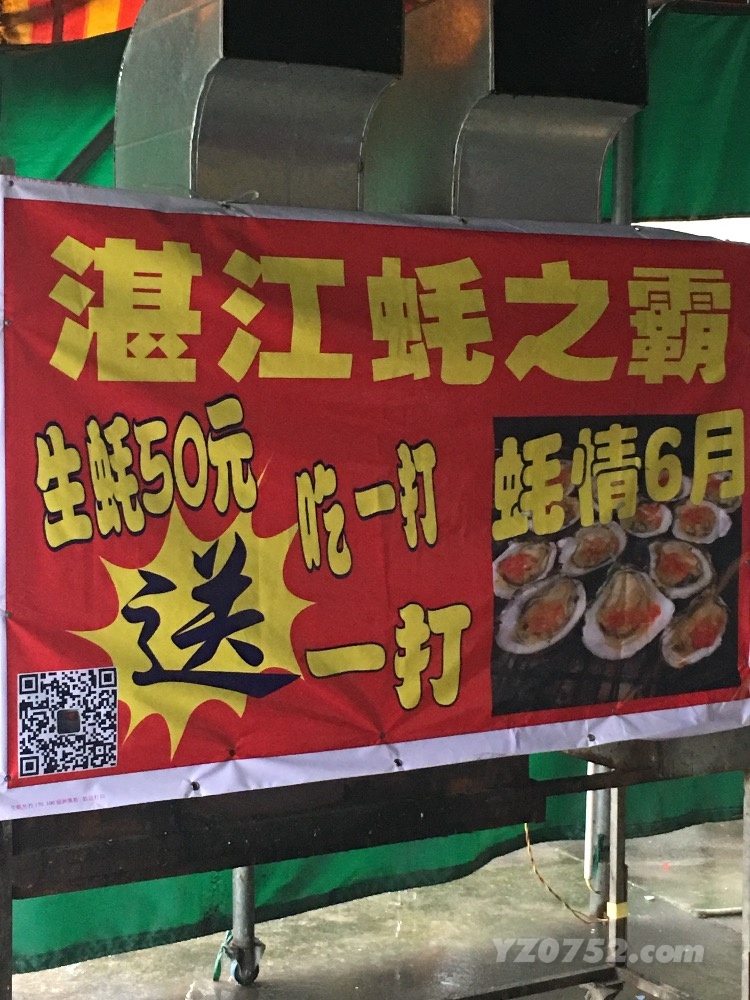 湛江蚝之霸
生蚝50元
吃一打
送
一打
蚝情6月
YZ0752.com